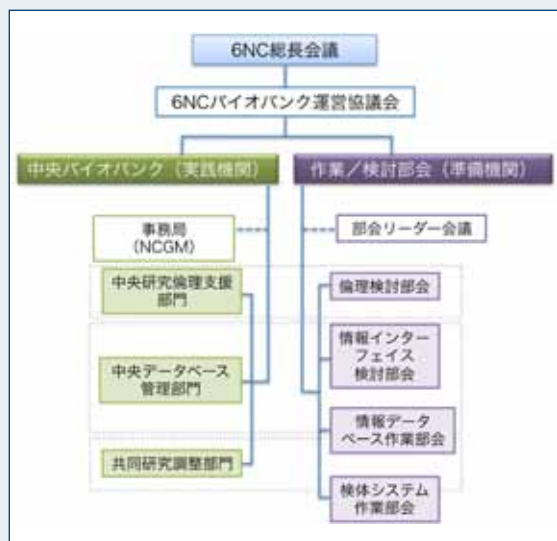 6NC総長会議
6NCバイオバンク運営協議会
中央バイオバンク（実践機関）
事務局
（NCGM）
中央研究倫理支援
部門
中央データベース
管理部門
共同研究調整部門
作業／検討部会（準備機関）
部会リーダー会議
倫理検討部会
情報インター
フェイス
検討部会
情報データ
ベース作業部会
検体システム
作業部会